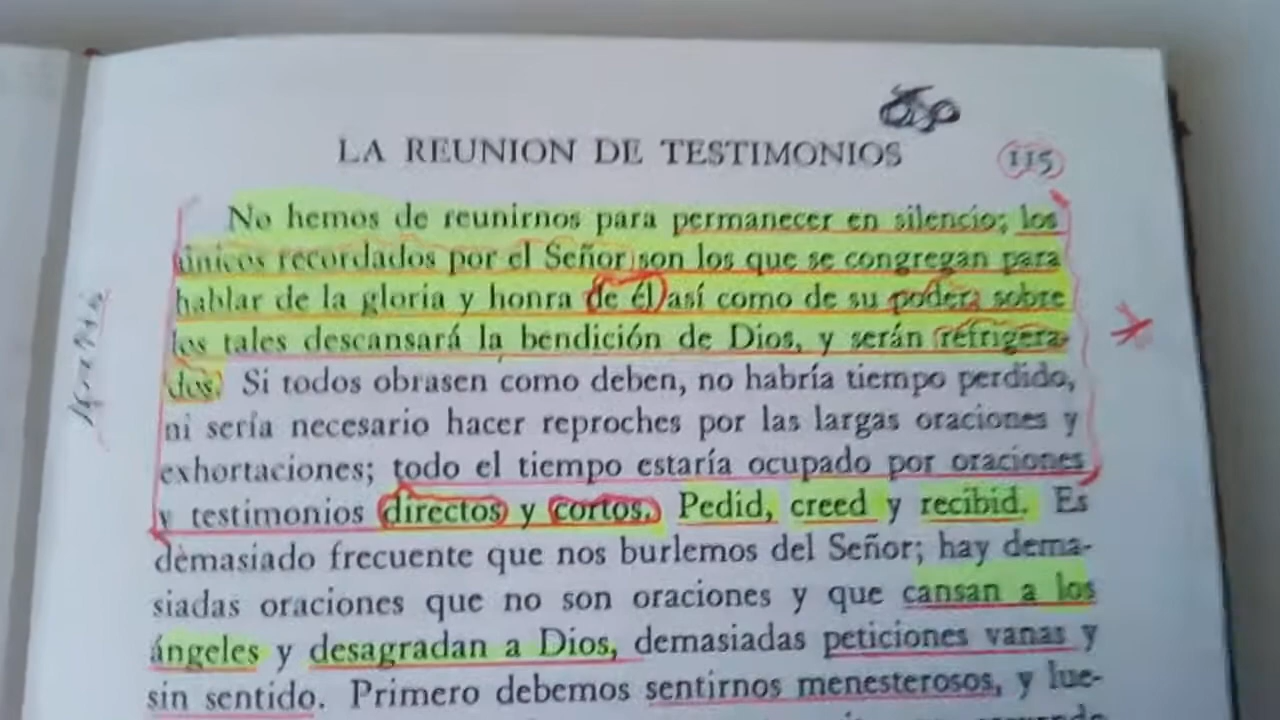 LA REUNION DE TESTIMONIOS 115
No hemos de reunirnos para permanecer en silencio; los
únicos recordados por el Señor son los que se congregan para
hablar de la gloria y honra de él así como de su poder; sobre
los tales descansará la bendición de Dios, y serán refrigera-
dos. Si todos obrasen como deben, no habría tiempo perdido,
ni sería necesario hacer reproches por las largas oraciones y
exhortaciones; todo el tiempo estaría ocupado por oraciones
y testimonios directos y cortos. Pedid, creed y recibid. Es
demasiado frecuente que nos burlemos del Señor; hay dema-
siadas oraciones que no son oraciones y que cansan a los
ángeles y desagradan a Dios, demasiadas peticiones vanas y
sin sentido. Primero debemos sentirnos menesterosos, y lue-